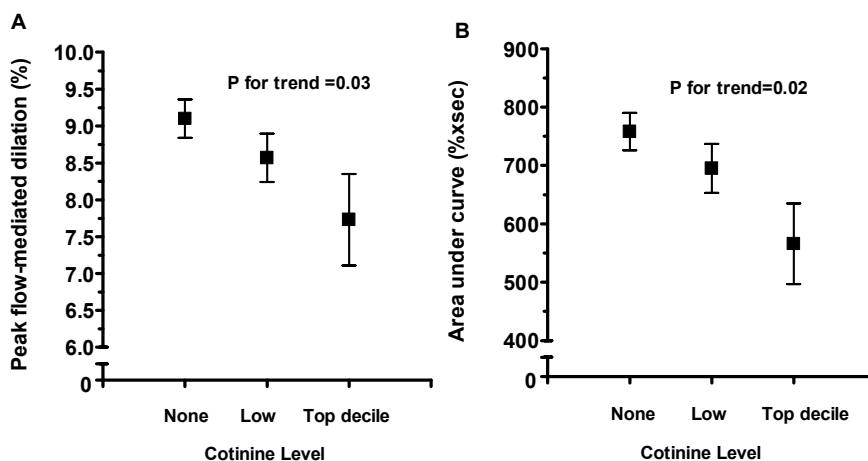 A
Peak flow-mediated dilation (%)
10.0
9.5
9.0
8.5
8.0
7.5
7.0
6.5
6.0
0
P for trend =0.03
None Low Top decile
Cotinine Level
B
Area under curve (%xsec)
900
800
700
600
500
400
0
P for trend=0.02
None Low Top decile
Cotinine Level